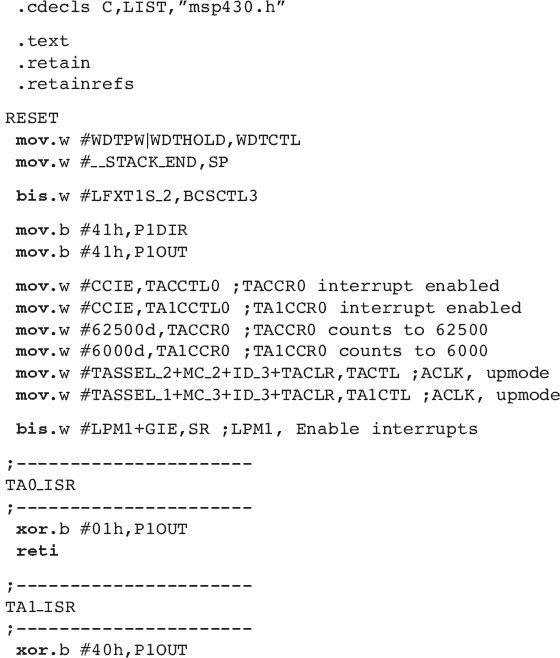 .cdecls C,LIST,"msp430.h"
.text
.retain
.retainrefs
RESET
mov.w #WDTPW|WDTHOLD,WDTCTL
mov.w #__STACK_END,SP
bis.w #LFXT1S_2,BCSCTL3
mov.b #41h,P1DIR
mov.b #41h,P1OUT
mov.w #CCIE,TACCTL0 ;TACCR0 interrupt enabled
mov.w #CCIE,TA1CCTL0 ;TA1CCR0 interrupt enabled
mov.w #62500d,TACCR0 ;TACCR0 counts to 62500
mov.w #6000d,TA1CCR0 ;TA1CCR0 counts to 6000
mov.w #TASSEL_2+MC_2+ID_3+TACLR,TACTL ;ACLK, upmode
mov.w #TASSEL_1+MC_3+ID_3+TACLR,TA1CTL ;ACLK, upmode
bis.w #LPM1+GIE,SR ;LPM1, Enable interrupts
;----------------------
TA0_ISR
;----------------------
xor.b #01h,P1OUT
reti
;----------------------
TA1_ISR
;----------------------
xor.b #40h,P1OUT